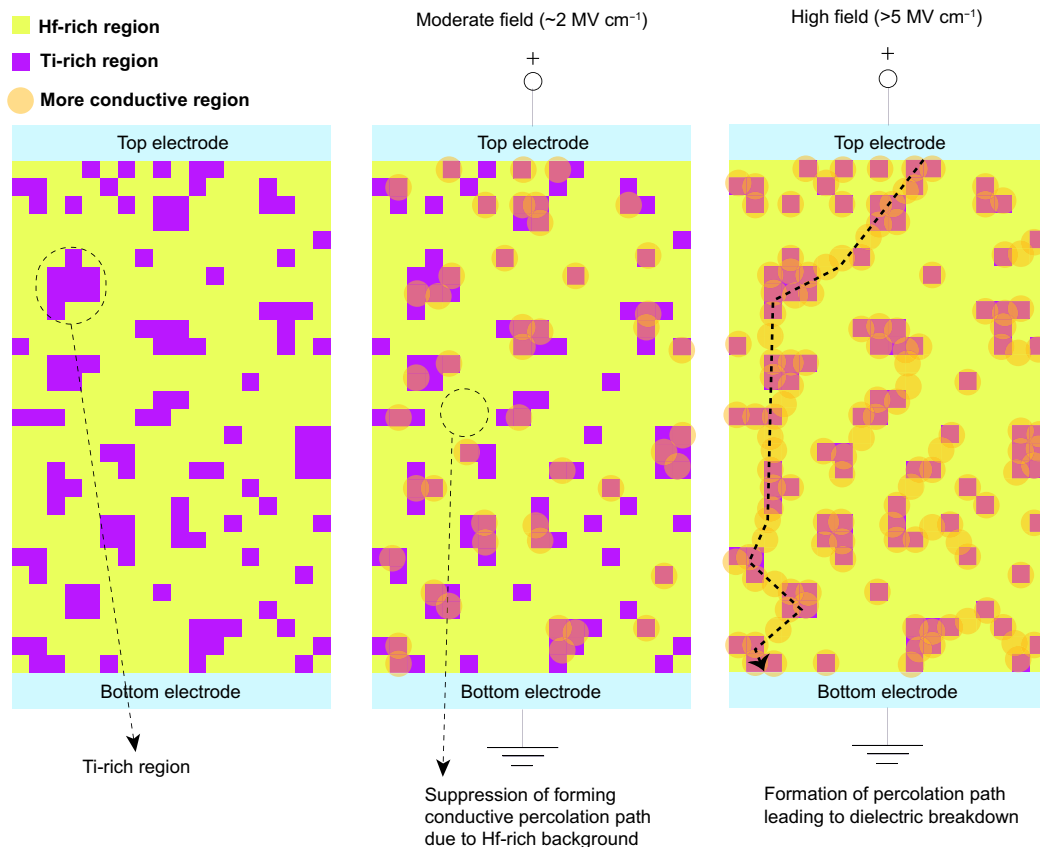 Hf-rich region
Ti-rich region
More conductive region
Top electrode
Bottom electrode
Ti-rich region
Moderate field (~2 MV cm⁻¹)
+
Top electrode
Bottom electrode
Suppression of forming
conductive percolation path
due to Hf-rich background
High field (>5 MV cm⁻¹)
+
Top electrode
Bottom electrode
Formation of percolation path
leading to dielectric breakdown